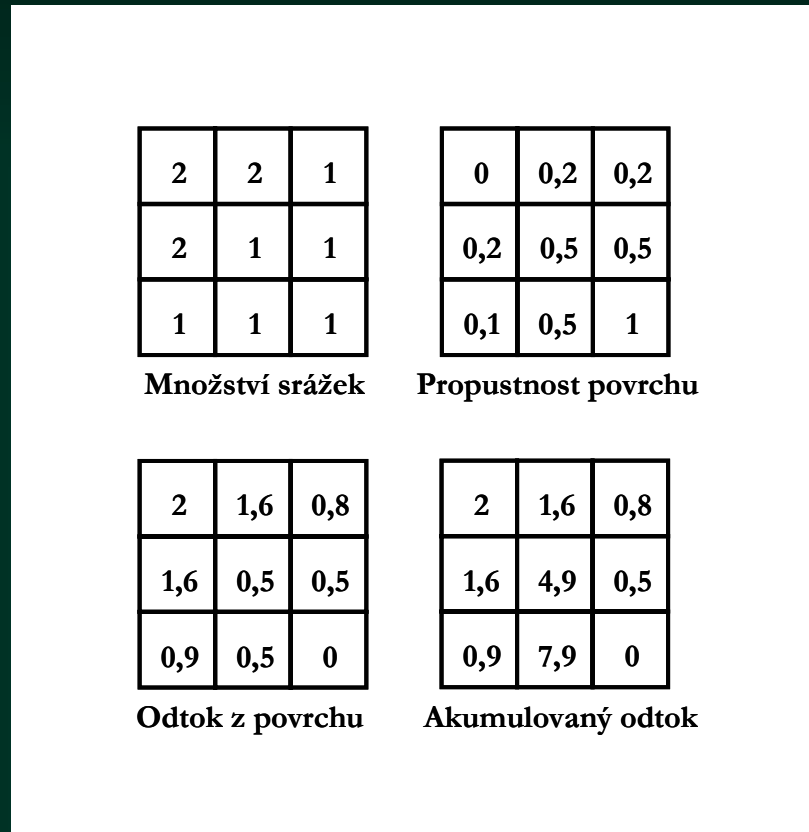 2 2 1 0 0,2 0,2
2 1 1 0,2 0,5 0,5
1 1 1 0,1 0,5 1
Množství srážek Propustnost povrchu
2 1,6 0,8 2 1,6 0,8
1,6 0,5 0,5 1,6 4,9 0,5
0,9 0,5 0 0,9 7,9 0
Odtok z povrchu Akumulovaný odtok